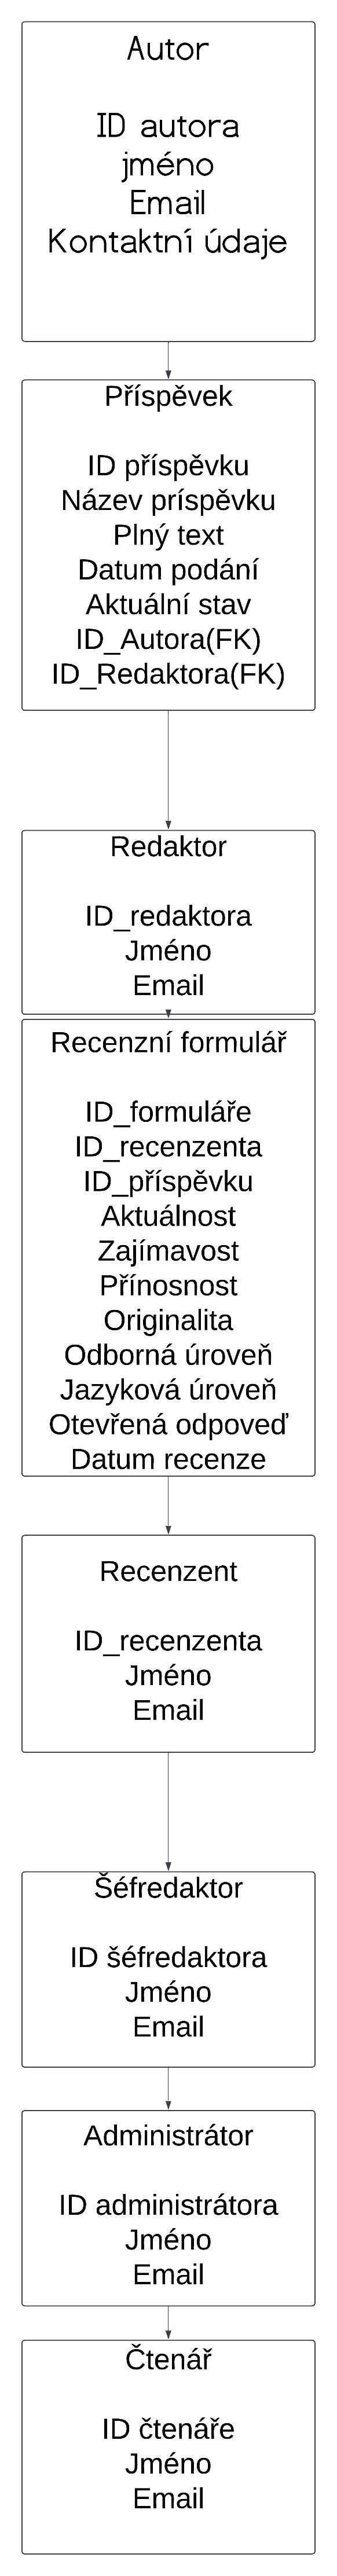 Autor
ID autora
jméno
Email
Kontaktní údaje
Příspěvek
ID příspěvku
Název príspěvku
Plný text
Datum podání
Aktuální stav
ID_Autora(FK)
ID_Redaktora(FK)
Redaktor
ID_redaktora
Jméno
Email
Recenzní formulář
ID_formuláře
ID_recenzenta
ID_příspěvku
Aktuálnost
Zajímavost
Přínosnost
Originalita
Odborná úroveň
Jazyková úroveň
Otevřená odpoveď
Datum recenze
Recenzent
ID_recenzenta
Jméno
Email
Šéfredaktor
ID šéfredaktora
Jméno
Email
Administrátor
ID administrátora
Jméno
Email
Čtenář
ID čtenáře
Jméno
Email